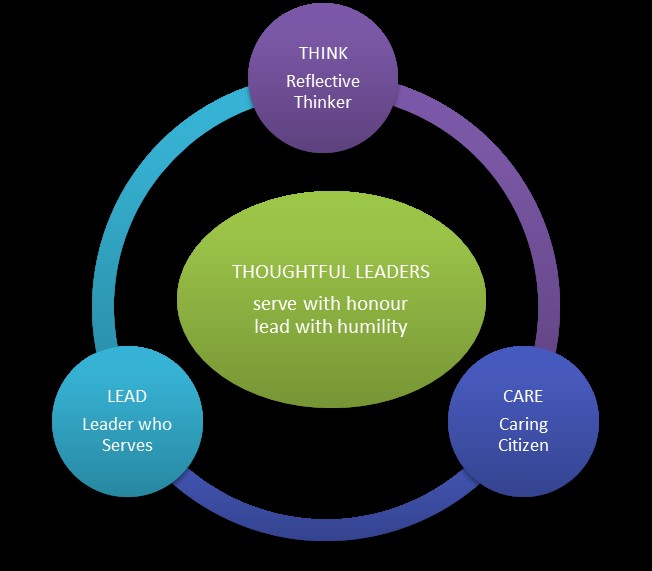 THINK
Reflective
Thinker
THOUGHTFUL LEADERS
serve with honour
lead with humility
LEAD
Leader who
Serves
CARE
Caring
Citizen